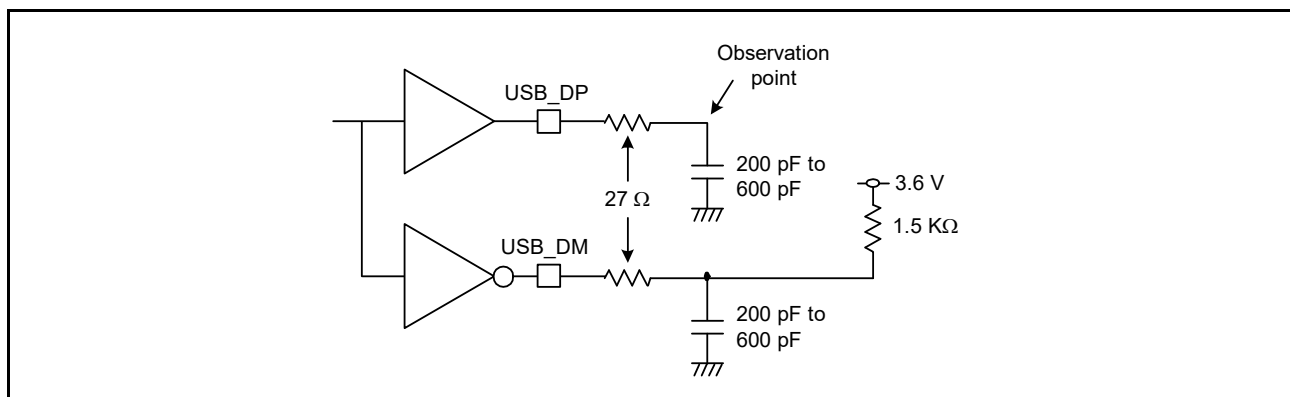 Observation
point
USB_DP
200 pF to
600 pF
3.6 V
27 Ω
1.5 KΩ
USB_DM
200 pF to
600 pF